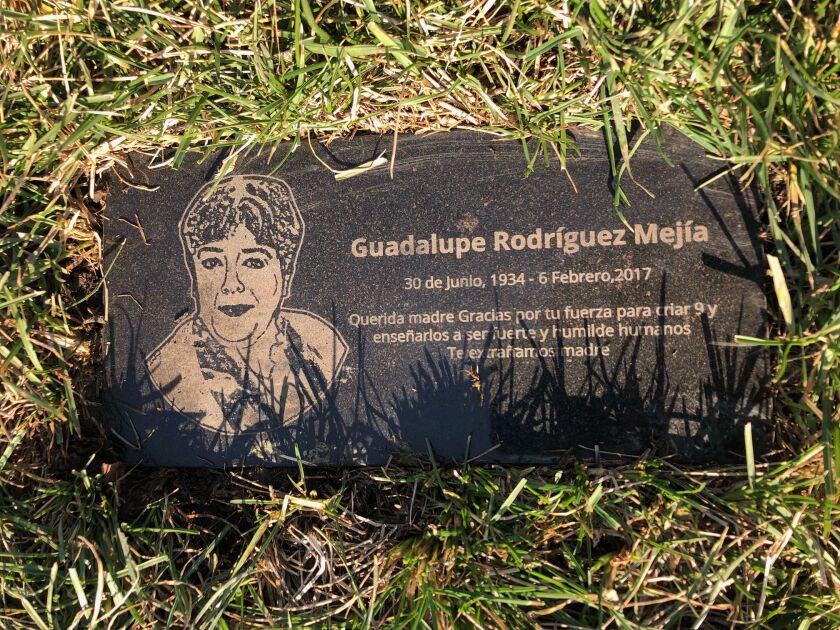 Guadalupe Rodríguez Mejía
30 de Junio, 1934 - 6 Febrero,2017
Querida madre Gracias por tu fuerza para criar 9 y
enseñarlos a ser fuerte y humilde humanos
Te extrañamos madre